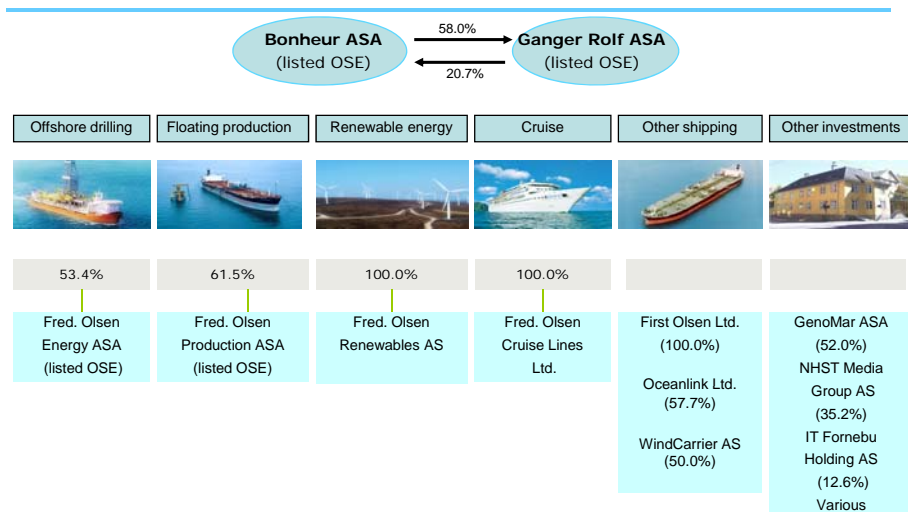 Bonheur ASA
(listed OSE)
58.0%
20.7%
Ganger Rolf ASA
(listed OSE)
Offshore drilling
Floating production
Renewable energy
Cruise
Other shipping
Other investments
53.4%
61.5%
100.0%
100.0%
Fred. Olsen
Energy ASA
(listed OSE)
Fred. Olsen
Production ASA
(listed OSE)
Fred. Olsen
Renewables AS
Fred. Olsen
Cruise Lines
Ltd.
First Olsen Ltd.
(100.0%)
Oceanlink Ltd.
(57.7%)
WindCarrier AS
(50.0%)
GenoMar ASA
(52.0%)
NHST Media
Group AS
(35.2%)
IT Fornebu
Holding AS
(12.6%)
Various